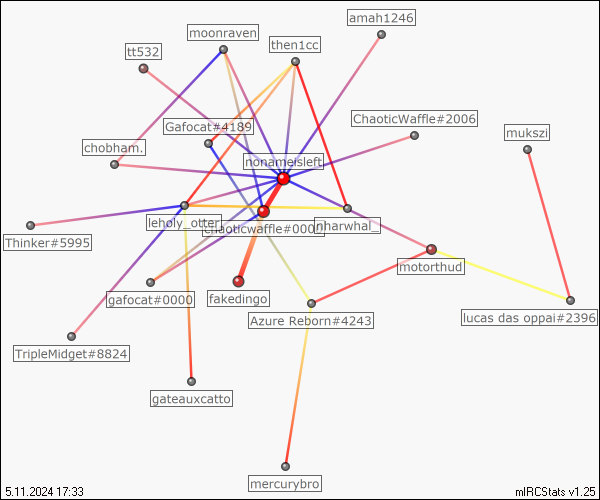 amah1246
moonraven
then1cc
tt532
ChaoticWaffle#2006
Gafocat#4189
mukszi
chobham.
nonameisleft
leholy_otter
chaoticwaffle#000
nharwhal_
Thinker#5995
motorthud
gafocat#0000
fakedingo
Azure Reborn#4243
lucas das oppai#2396
TripleMidget#8824
gateauxcatto
mercurybro
5.11.2024 17:33
mIRCStats v1.25